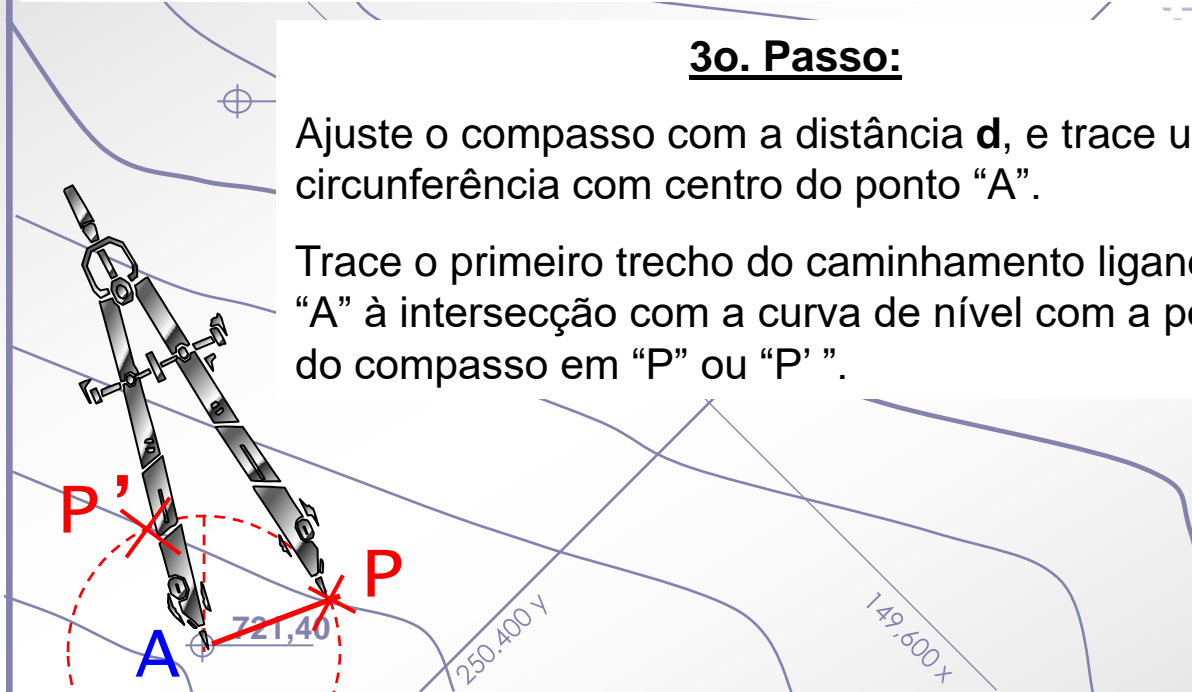 3o. Passo:
Ajuste o compasso com a distância d, e trace
circunferência com centro do ponto “A”.
Trace o primeiro trecho do caminhamento
“A” à intersecção com a curva de nível com a
do compasso em “P” ou “P’ ”.
P’
P
A
721,40
250.400 Y
149,600 X